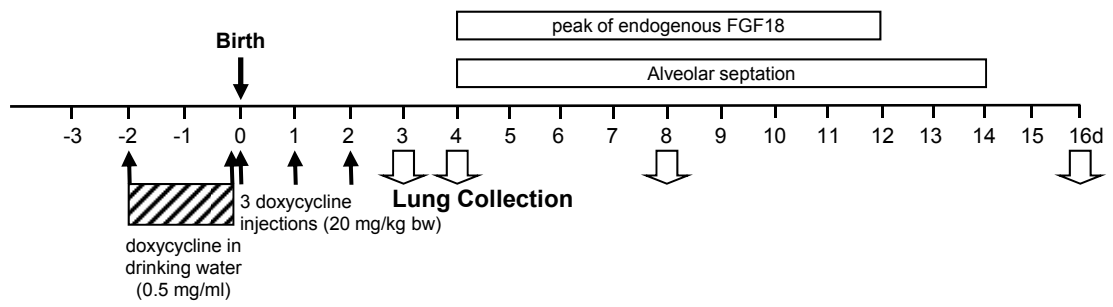 peak of endogenous FGF18
Birth
Alveolar septation
-3 -2 -1 0 1 2 3 4 5 6 7 8 9 10 11 12 13 14 15 16d
3 doxycycline
injections (20 mg/kg bw)
Lung Collection
doxycycline in
drinking water
(0.5 mg/ml)